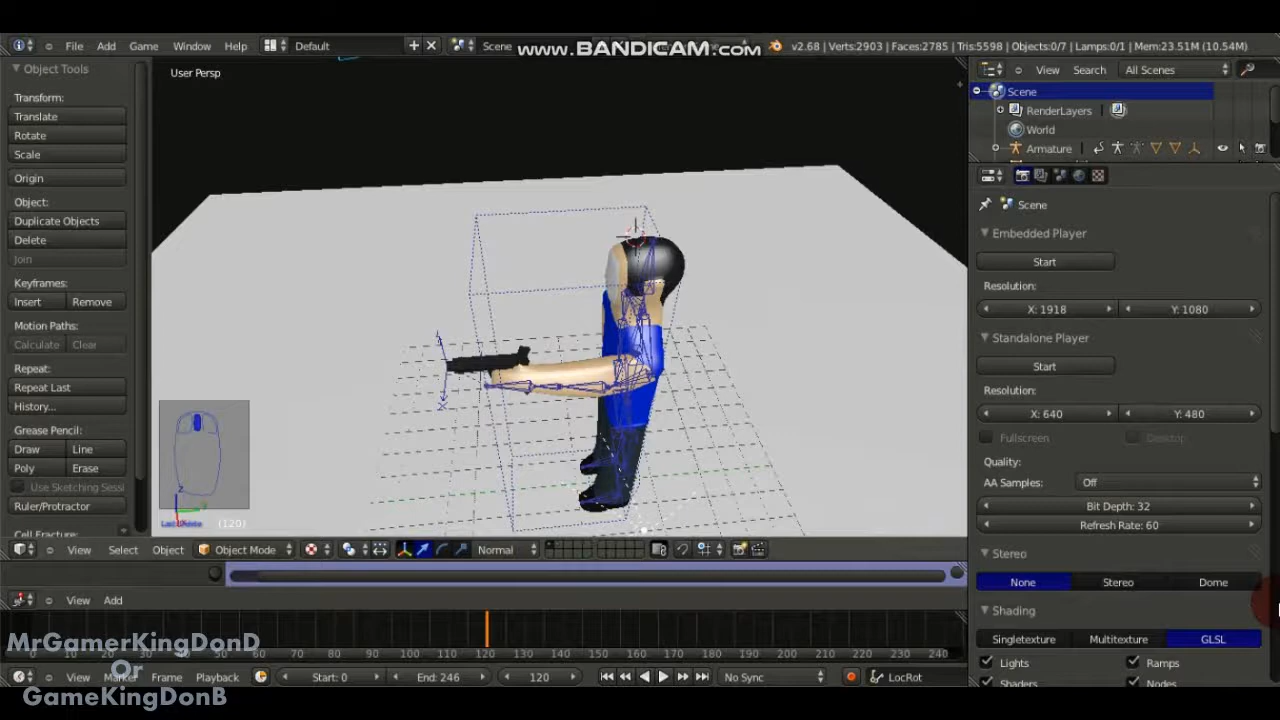 File Add Game Window Help Default Scene www.BANDICAM.com v2.68 | Verts:2903 | Faces:2785 | Tris:5598 | Objects:0/7 | Lamps:0/1 | Mem:23.51M (10.54M)
Object Tools
User Persp
View Search All Scenes
Scene
RenderLayers
World
Armature
Transform:
Translate
Rotate
Scale
Origin
Object:
Duplicate Objects
Delete
Join
Keyframes:
Insert Remove
Motion Paths:
Calculate Clear
Repeat:
Repeat Last
History...
Grease Pencil:
Draw Line
Poly Erase
Use Sketching Sessi
Ruler/Protractor
Cell Fracture:
(120)
Scene
Embedded Player
Start
Resolution:
X: 1918 Y: 1080
Standalone Player
Start
Resolution:
X: 640 Y: 480
Fullscreen Desktop
Quality:
AA Samples: Off
Bit Depth: 32
Refresh Rate: 60
Stereo
None Stereo Dome
Shading
Singletexture Multitexture GLSL
Lights Ramps
Shaders Nodes
View Select Object Object Mode Normal
View Add
MrGamerKingDonD
Or
GameKingDonB
60 70 80 90 100 110 120 130 140 150 160 170 180 190 200 210 220 230 240
View Marker Frame Playback Start: 0 End: 246 120 No Sync LocRot